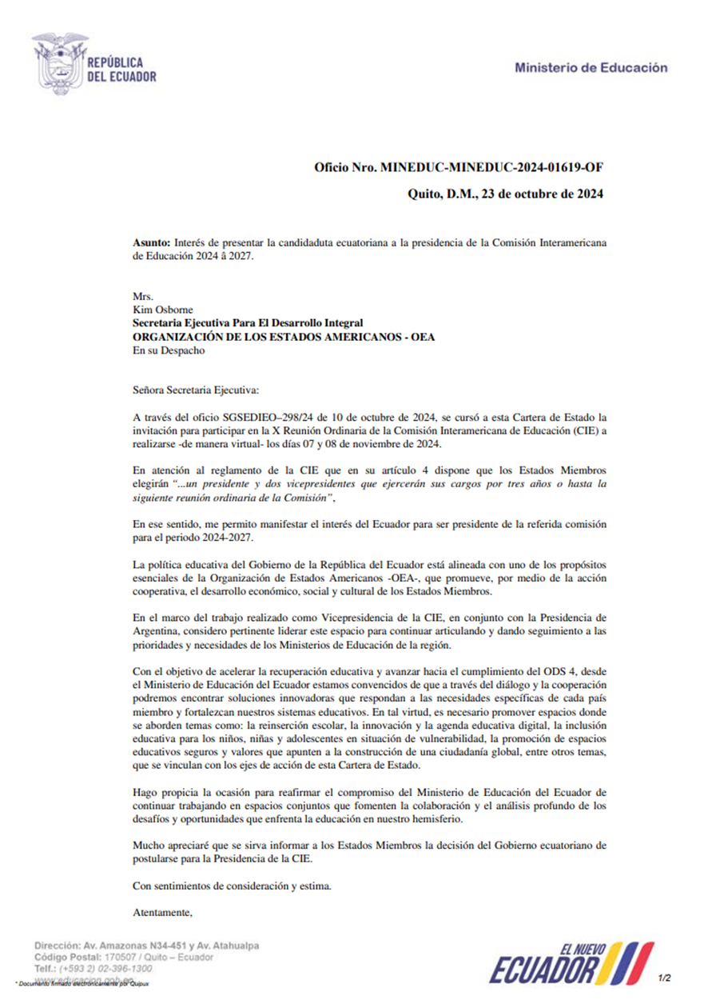 REPÚBLICA
DEL ECUADOR
Ministerio de Educación
Oficio Nro. MINEDUC-MINEDUC-2024-01619-OF
Quito, D.M., 23 de octubre de 2024
Asunto: Interés de presentar la candidaduta ecuatoriana a la presidencia de la Comisión Interamericana
de Educación 2024 â 2027.
Mrs.
Kim Osborne
Secretaria Ejecutiva Para El Desarrollo Integral
ORGANIZACIÓN DE LOS ESTADOS AMERICANOS - OEA
En su Despacho
Señora Secretaria Ejecutiva:
A través del oficio SGSEDIEO–298/24 de 10 de octubre de 2024, se cursó a esta Cartera de Estado la
invitación para participar en la X Reunión Ordinaria de la Comisión Interamericana de Educación (CIE) a
realizarse -de manera virtual- los días 07 y 08 de noviembre de 2024.
En atención al reglamento de la CIE que en su artículo 4 dispone que los Estados Miembros
elegirán “...un presidente y dos vicepresidentes que ejercerán sus cargos por tres años o hasta la
siguiente reunión ordinaria de la Comisión”,
En ese sentido, me permito manifestar el interés del Ecuador para ser presidente de la referida comisión
para el periodo 2024-2027.
La política educativa del Gobierno de la República del Ecuador está alineada con uno de los propósitos
esenciales de la Organización de Estados Americanos -OEA-, que promueve, por medio de la acción
cooperativa, el desarrollo económico, social y cultural de los Estados Miembros.
En el marco del trabajo realizado como Vicepresidencia de la CIE, en conjunto con la Presidencia de
Argentina, considero pertinente liderar este espacio para continuar articulando y dando seguimiento a las
prioridades y necesidades de los Ministerios de Educación de la región.
Con el objetivo de acelerar la recuperación educativa y avanzar hacia el cumplimiento del ODS 4, desde
el Ministerio de Educación del Ecuador estamos convencidos de que a través del diálogo y la cooperación
podremos encontrar soluciones innovadoras que respondan a las necesidades específicas de cada país
miembro y fortalezcan nuestros sistemas educativos. En tal virtud, es necesario promover espacios donde
se aborden temas como: la reinserción escolar, la innovación y la agenda educativa digital, la inclusión
educativa para los niños, niñas y adolescentes en situación de vulnerabilidad, la promoción de espacios
educativos seguros y valores que apunten a la construcción de una ciudadanía global, entre otros temas,
que se vinculan con los ejes de acción de esta Cartera de Estado.
Hago propicia la ocasión para reafirmar el compromiso del Ministerio de Educación del Ecuador de
continuar trabajando en espacios conjuntos que fomenten la colaboración y el análisis profundo de los
desafíos y oportunidades que enfrenta la educación en nuestro hemisferio.
Mucho apreciaré que se sirva informar a los Estados Miembros la decisión del Gobierno ecuatoriano de
postularse para la Presidencia de la CIE.
Con sentimientos de consideración y estima.
Atentamente,
Dirección: Av. Amazonas N34-451 y Av. Atahualpa
Código Postal: 170507 / Quito – Ecuador
Telf.: (+593 2) 02-396-1300
www.educacion.gob.ec
* Documento firmado electrónicamente por Quipux
EL NUEVO
ECUADOR
1/2